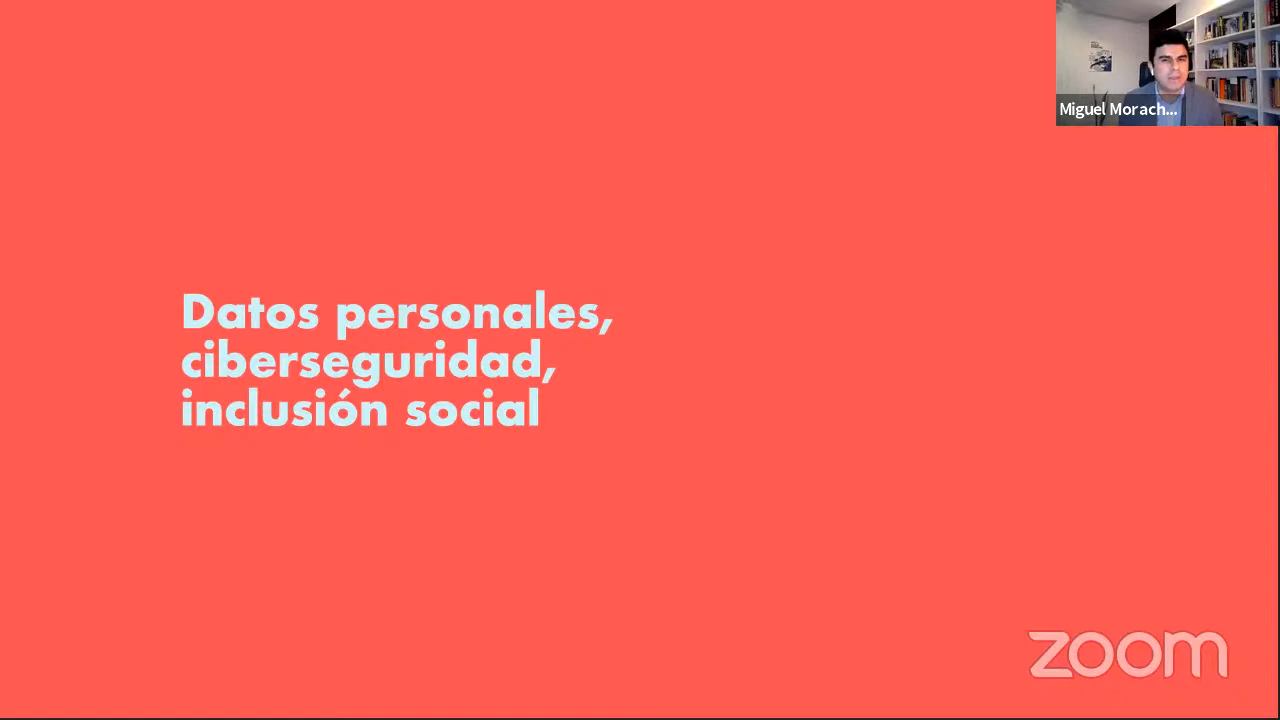 Miguel Morach...
Datos personales,
ciberseguridad,
inclusión social
zoom